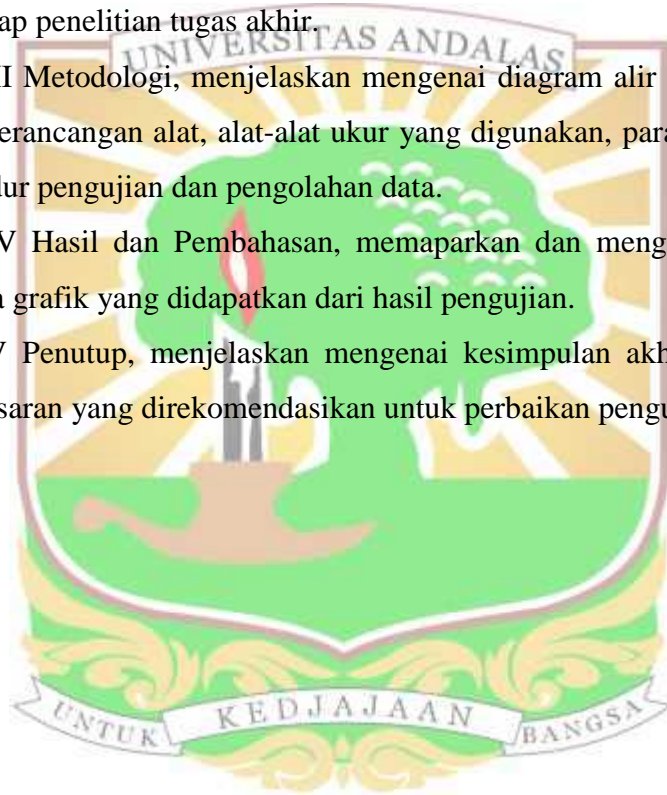 ap penelitian tugas akhir.
UNIVERSITAS ANDALAS
II Metodologi, menjelaskan mengenai diagram alir
erancangan alat, alat-alat ukur yang digunakan, para
dur pengujian dan pengolahan data.
V Hasil dan Pembahasan, memaparkan dan meng
a grafik yang didapatkan dari hasil pengujian.
V Penutup, menjelaskan mengenai kesimpulan akh
saran yang direkomendasikan untuk perbaikan pengu
UNTUK KEDJAJAAN BANGSA